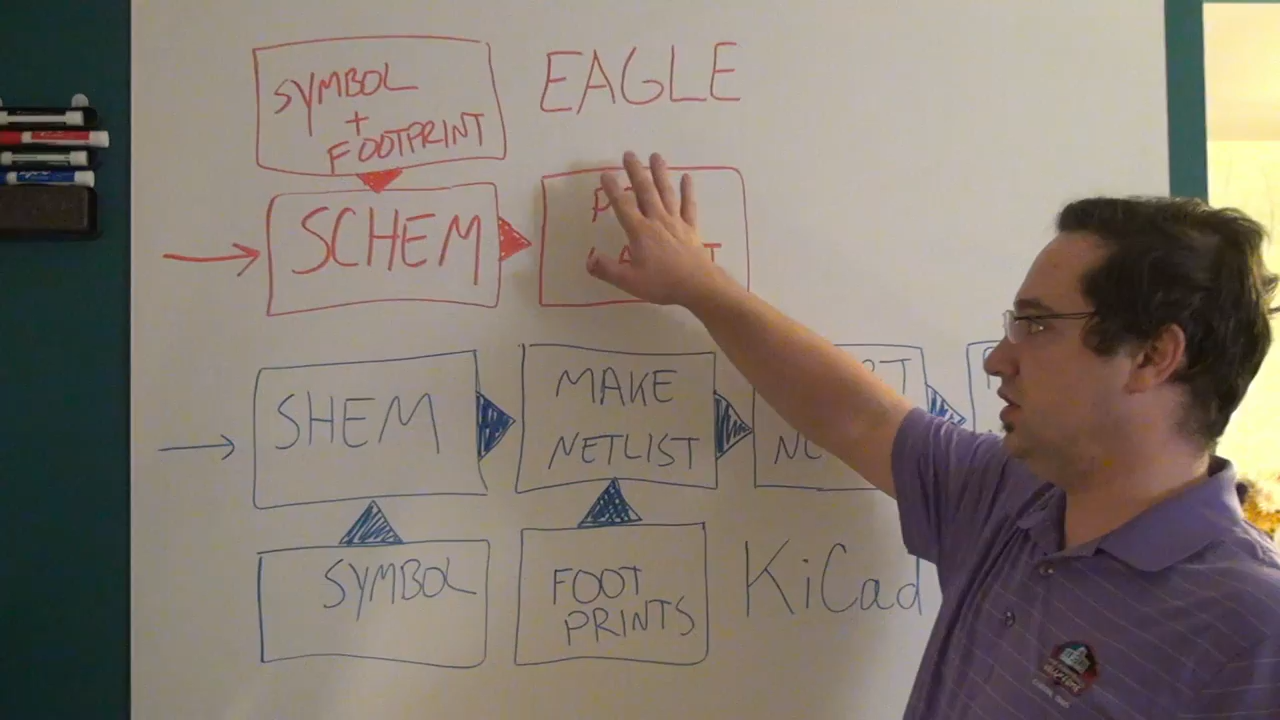 SYMBOL
+
FOOTPRINT
EAGLE
SCHEM
SHEM
MAKE
NETLIST
SYMBOL
FOOT
PRINTS
KiCad